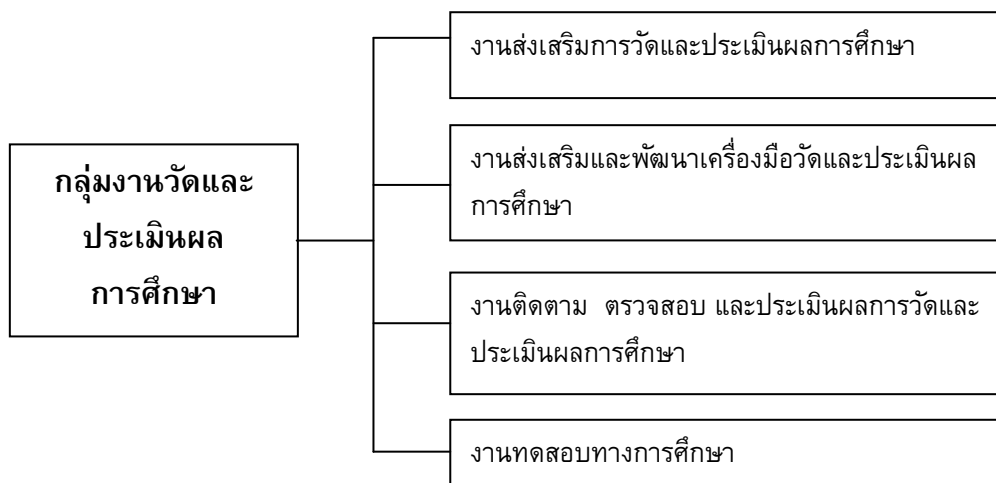 งานส่งเสริมการวัดและประเมินผลการศึกษา
งานส่งเสริมและพัฒนาเครื่องมือวัดและประเมินผล
การศึกษา
กลุ่มงานวัดและ
ประเมินผล
การศึกษา
งานติดตาม ตรวจสอบ และประเมินผลการวัดและ
ประเมินผลการศึกษา
งานทดสอบทางการศึกษา